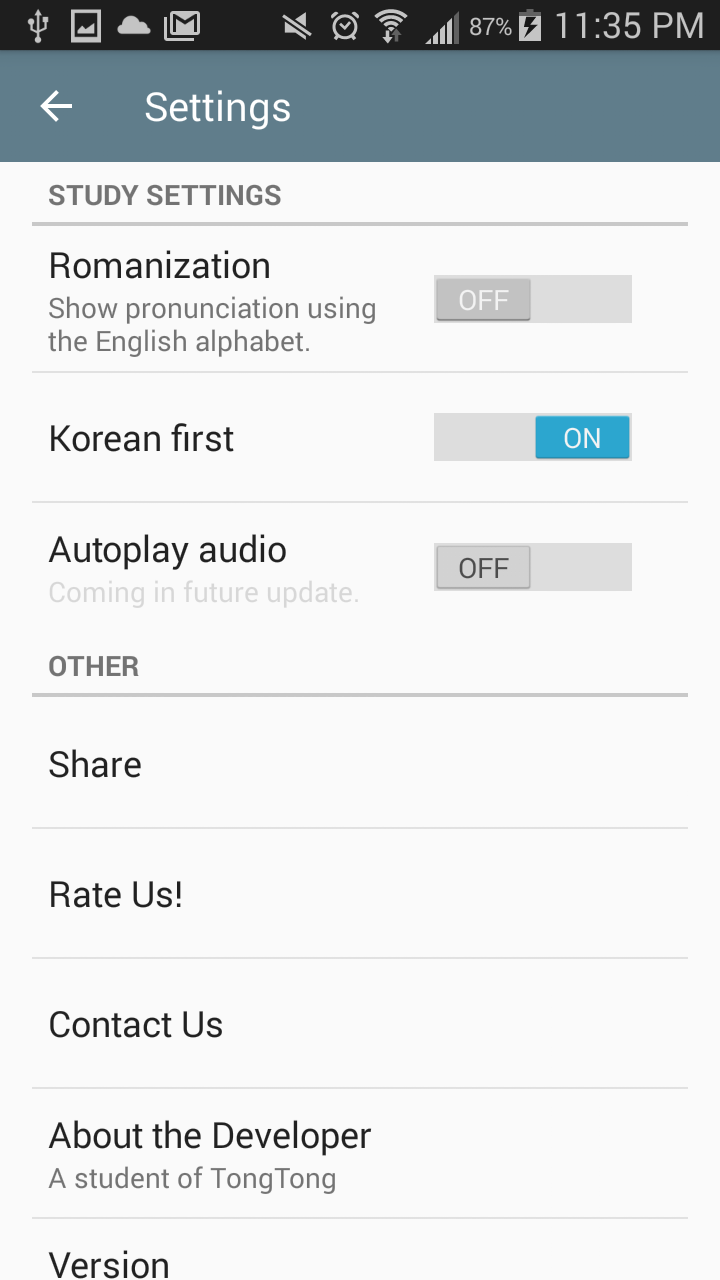 87% 11:35 PM
Settings
STUDY SETTINGS
Romanization
Show pronunciation using
the English alphabet.
OFF
Korean first
ON
Autoplay audio
Coming in future update.
OFF
OTHER
Share
Rate Us!
Contact Us
About the Developer
A student of TongTong
Version